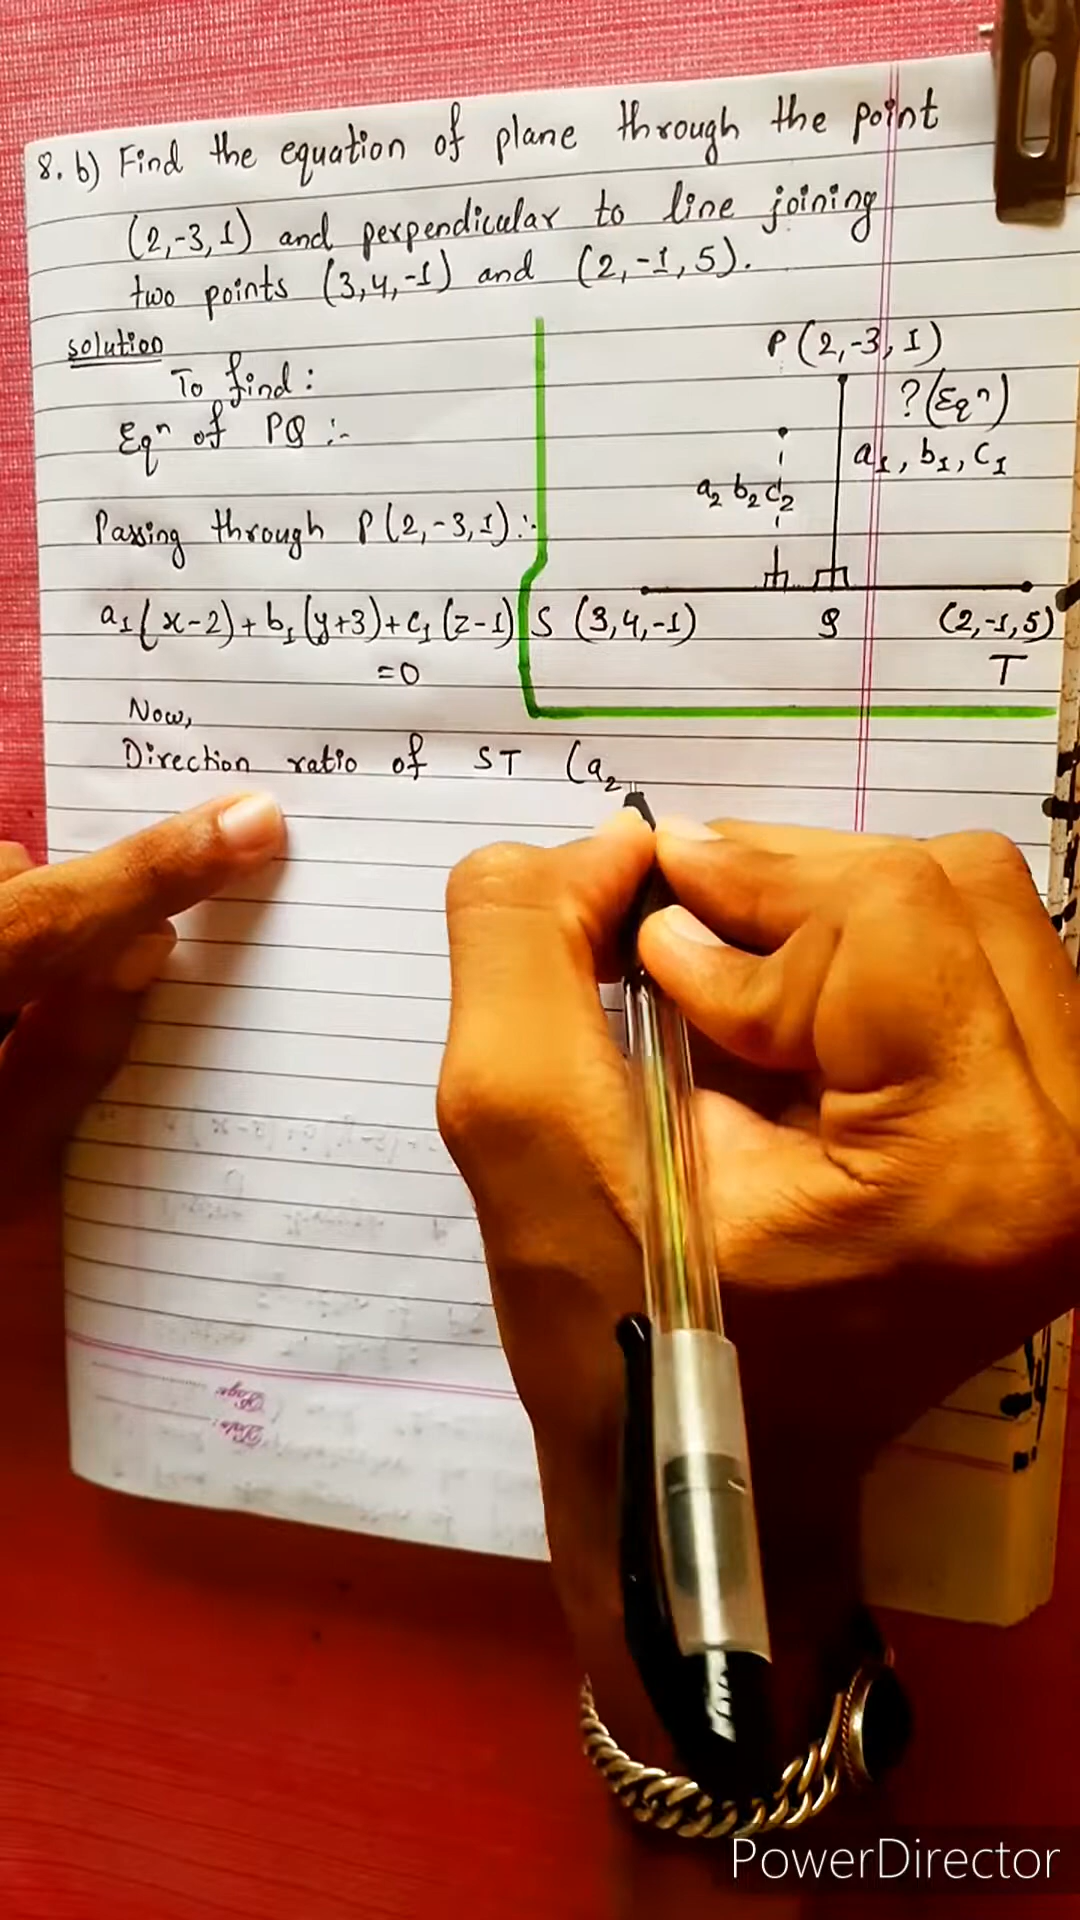 8. b) Find the equation of plane through the point
(2,-3,1) and perpendicular to line joining
two points (3,4,-1) and (2,-1,5).
solution
To find:
Eqⁿ of PQ :-
Passing through P(2,-3,1):-
a₁(x-2)+b₁(y+3)+c₁(z-1)
=0
Now,
Direction ratio of ST (a₂
P(2,-3,1)
?(Eqⁿ)
a₁, b₁, c₁
a₂ b₂ c₂
S (3,4,-1) Q (2,-1,5)
T
PowerDirector